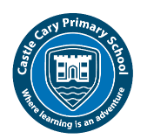 Castle Cary Primary School
Where learning is an adventure